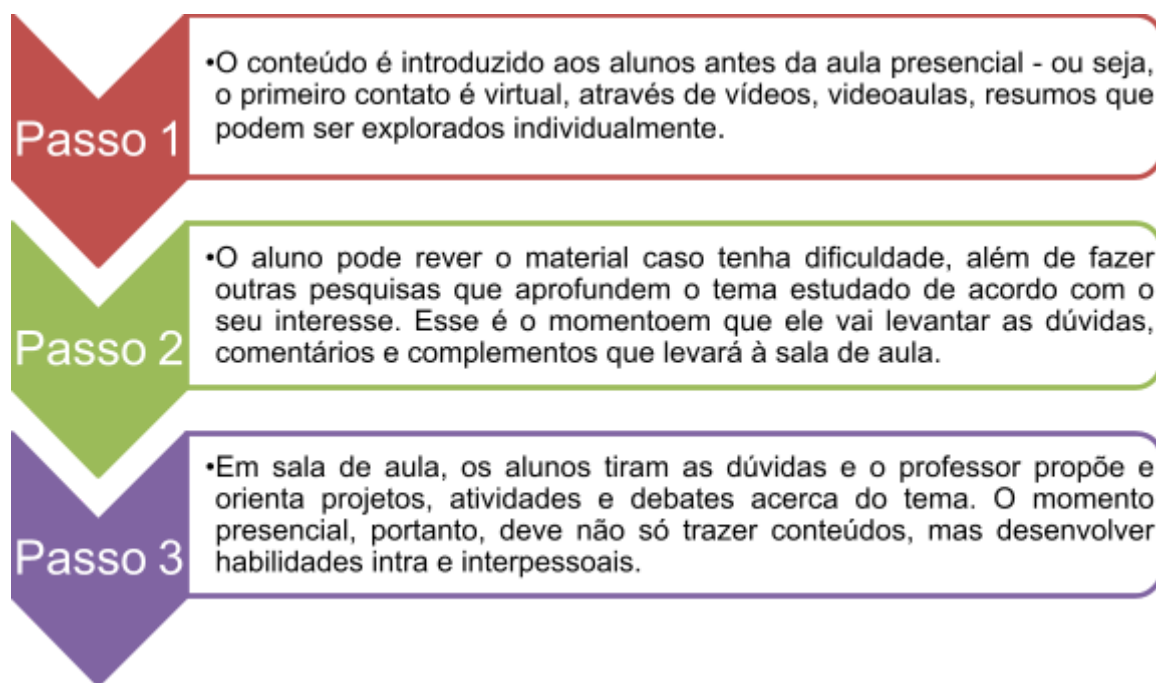 Passo 1
•O conteúdo é introduzido aos alunos antes da aula presencial - ou seja,
o primeiro contato é virtual, através de vídeos, videoaulas, resumos que
podem ser explorados individualmente.
Passo 2
•O aluno pode rever o material caso tenha dificuldade, além de fazer
outras pesquisas que aprofundem o tema estudado de acordo com o
seu interesse. Esse é o momentoem que ele vai levantar as dúvidas,
comentários e complementos que levará à sala de aula.
Passo 3
•Em sala de aula, os alunos tiram as dúvidas e o professor propõe e
orienta projetos, atividades e debates acerca do tema. O momento
presencial, portanto, deve não só trazer conteúdos, mas desenvolver
habilidades intra e interpessoais.